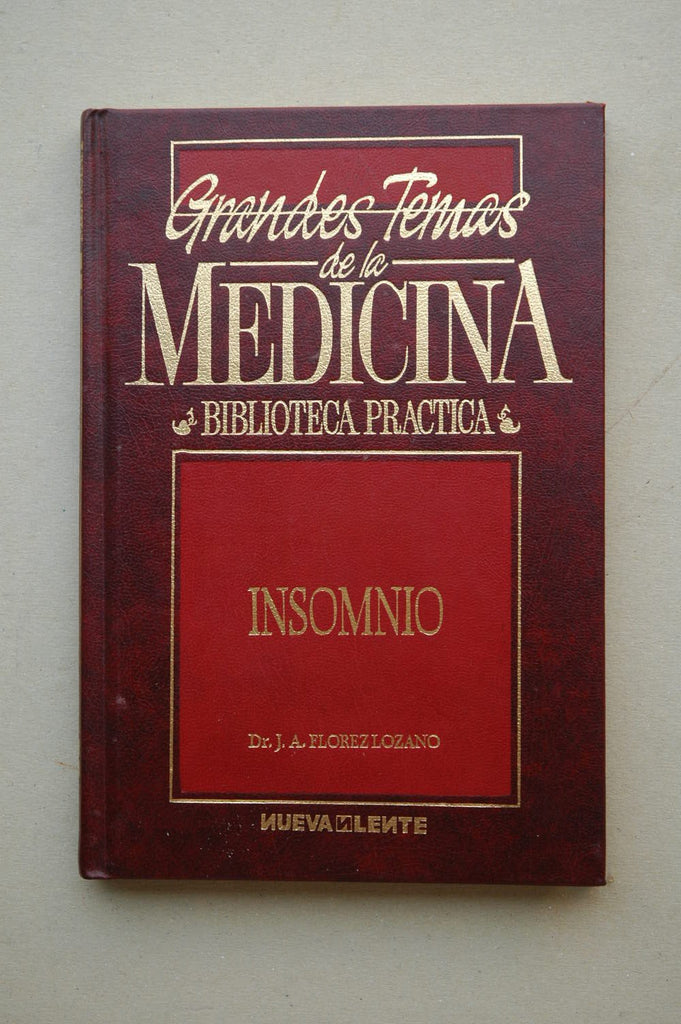 Grandes Temas
de la
MEDICINA
BIBLIOTECA PRACTICA
INSOMNIO
Dr. J. A. FLOREZ LOZANO
NUEVA LENTE